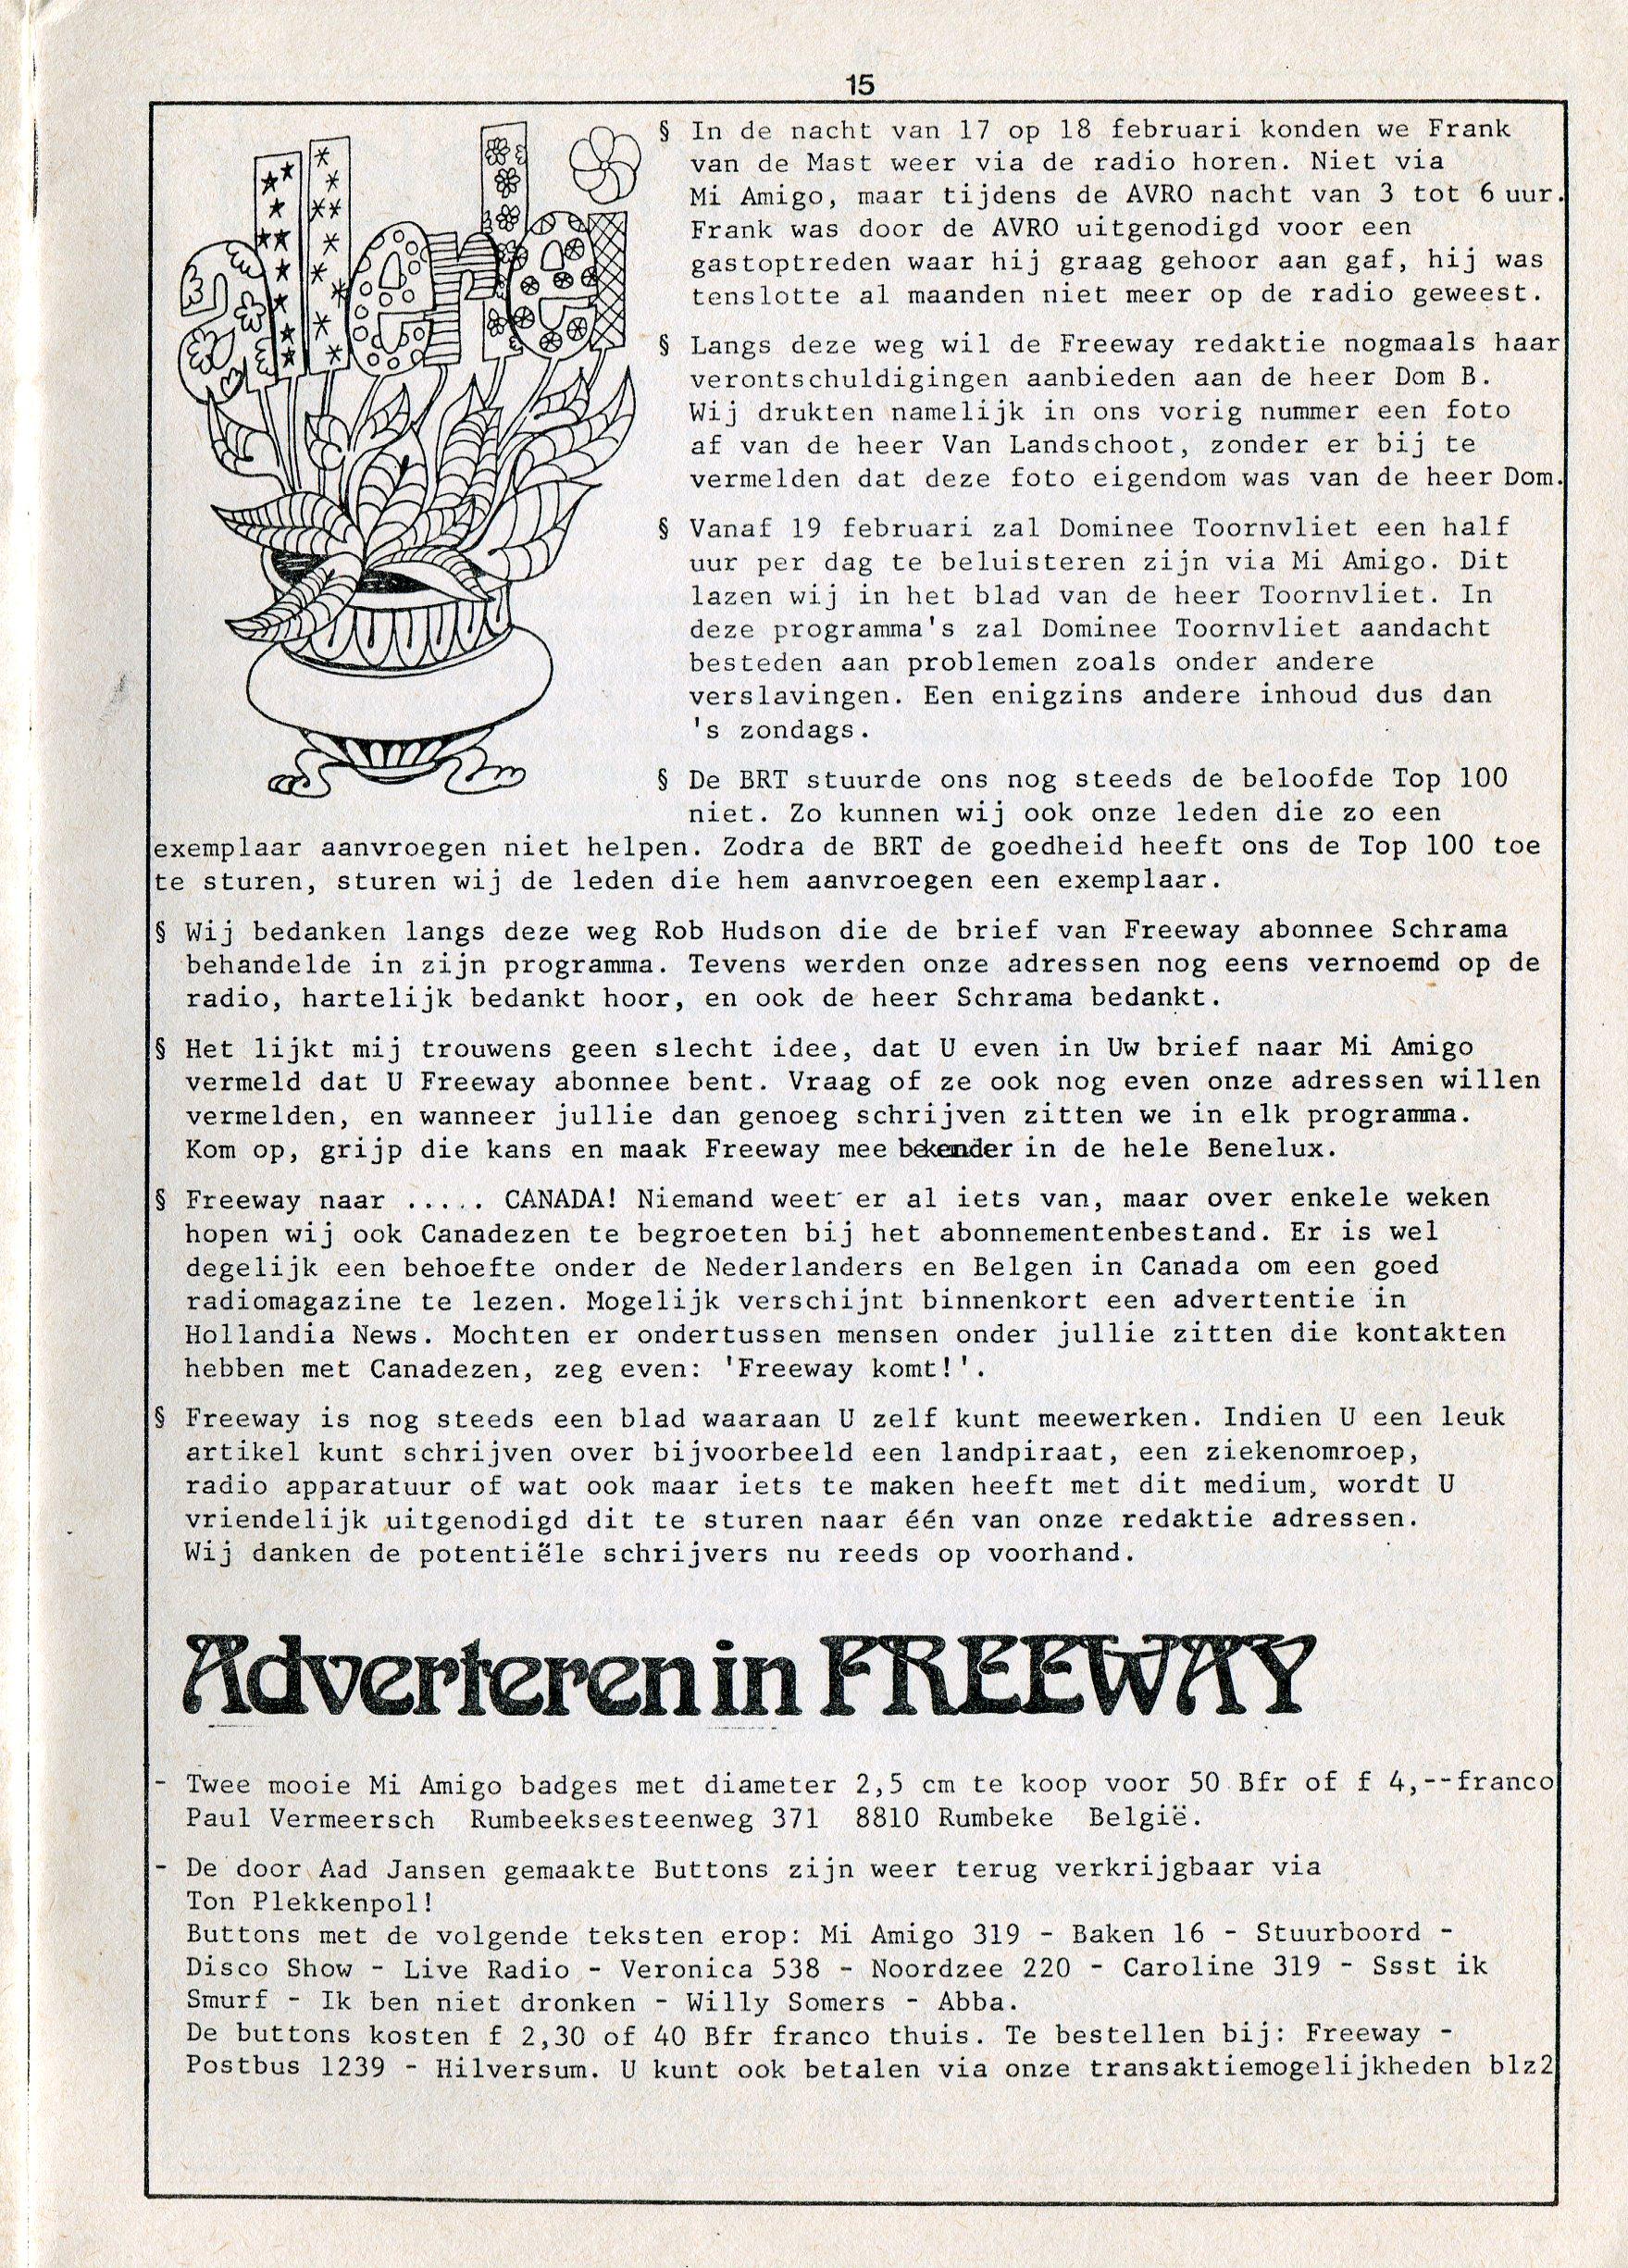 15
allerlei
§ In de nacht van 17 op 18 februari konden we Frank
van de Mast weer via de radio horen. Niet via
Mi Amigo, maar tijdens de AVRO nacht van 3 tot 6 uur.
Frank was door de AVRO uitgenodigd voor een
gastoptreden waar hij graag gehoor aan gaf, hij was
tenslotte al maanden niet meer op de radio geweest.
§ Langs deze weg wil de Freeway redaktie nogmaals haar
verontschuldigingen aanbieden aan de heer Dom B.
Wij drukten namelijk in ons vorig nummer een foto
af van de heer Van Landschoot, zonder er bij te
vermelden dat deze foto eigendom was van de heer Dom.
§ Vanaf 19 februari zal Dominee Toornvliet een half
uur per dag te beluisteren zijn via Mi Amigo. Dit
lazen wij in het blad van de heer Toornvliet. In
deze programma's zal Dominee Toornvliet aandacht
besteden aan problemen zoals onder andere
verslavingen. Een enigzins andere inhoud dus dan
's zondags.
§ De BRT stuurde ons nog steeds de beloofde Top 100
niet. Zo kunnen wij ook onze leden die zo een
exemplaar aanvroegen niet helpen. Zodra de BRT de goedheid heeft ons de Top 100 toe
te sturen, sturen wij de leden die hem aanvroegen een exemplaar.
§ Wij bedanken langs deze weg Rob Hudson die de brief van Freeway abonnee Schrama
behandelde in zijn programma. Tevens werden onze adressen nog eens vernoemd op de
radio, hartelijk bedankt hoor, en ook de heer Schrama bedankt.
§ Het lijkt mij trouwens geen slecht idee, dat U even in Uw brief naar Mi Amigo
vermeld dat U Freeway abonnee bent. Vraag of ze ook nog even onze adressen willen
vermelden, en wanneer jullie dan genoeg schrijven zitten we in elk programma.
Kom op, grijp die kans en maak Freeway mee bekender in de hele Benelux.
§ Freeway naar ..... CANADA! Niemand weet er al iets van, maar over enkele weken
hopen wij ook Canadezen te begroeten bij het abonnementenbestand. Er is wel
degelijk een behoefte onder de Nederlanders en Belgen in Canada om een goed
radiomagazine te lezen. Mogelijk verschijnt binnenkort een advertentie in
Hollandia News. Mochten er ondertussen mensen onder jullie zitten die kontakten
hebben met Canadezen, zeg even: 'Freeway komt!'.
§ Freeway is nog steeds een blad waaraan U zelf kunt meewerken. Indien U een leuk
artikel kunt schrijven over bijvoorbeeld een landpiraat, een ziekenomroep,
radio apparatuur of wat ook maar iets te maken heeft met dit medium, wordt U
vriendelijk uitgenodigd dit te sturen naar één van onze redaktie adressen.
Wij danken de potentiële schrijvers nu reeds op voorhand.
Adverteren in FREEWAY
- Twee mooie Mi Amigo badges met diameter 2,5 cm te koop voor 50 Bfr of f 4,--franco
Paul Vermeersch Rumbeeksesteenweg 371 8810 Rumbeke België.
- De door Aad Jansen gemaakte Buttons zijn weer terug verkrijgbaar via
Ton Plekkenpol!
Buttons met de volgende teksten erop: Mi Amigo 319 - Baken 16 - Stuurboord -
Disco Show - Live Radio - Veronica 538 - Noordzee 220 - Caroline 319 - Ssst ik
Smurf - Ik ben niet dronken - Willy Somers - Abba.
De buttons kosten f 2,30 of 40 Bfr franco thuis. Te bestellen bij: Freeway -
Postbus 1239 - Hilversum. U kunt ook betalen via onze transaktiemogelijkheden blz2